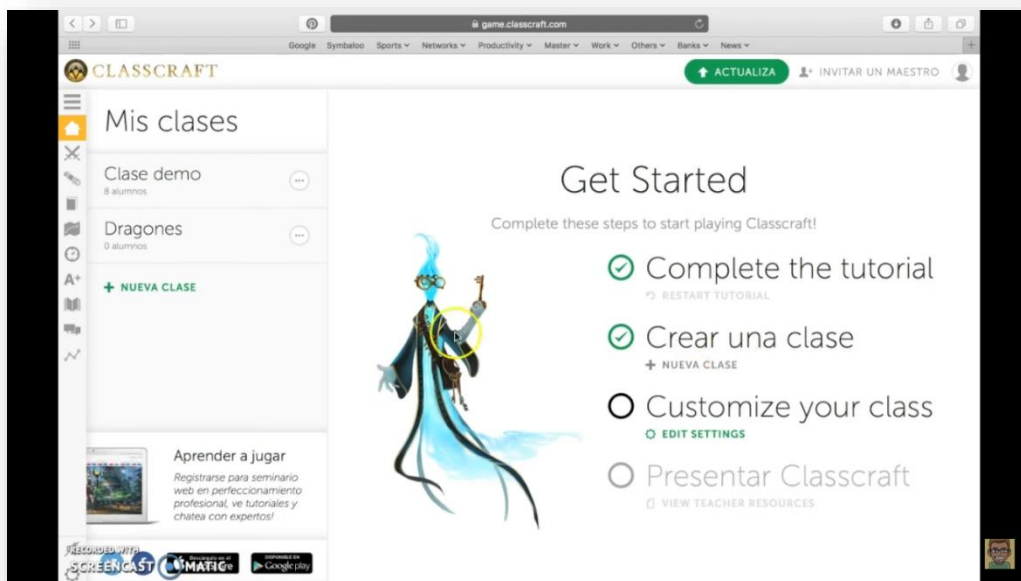 game.classcraft.com
Google Symbaloo Sports Networks Productivity Master Work Others Banks News
CLASSCRAFT
ACTUALIZA
INVITAR UN MAESTRO
Mis clases
Clase demo
8 alumnos
Dragones
0 alumnos
+ NUEVA CLASE
A+
Aprender a jugar
Registrarse para seminario
web en perfeccionamiento
profesional, ve tutoriales y
chatea con expertos!
DISPONIBLE EN
Google play
RECORDED WITH
SCREENCAST MATIC
Get Started
Complete these steps to start playing Classcraft!
Complete the tutorial
RESTART TUTORIAL
Crear una clase
+ NUEVA CLASE
Customize your class
EDIT SETTINGS
Presentar Classcraft
VIEW TEACHER RESOURCES